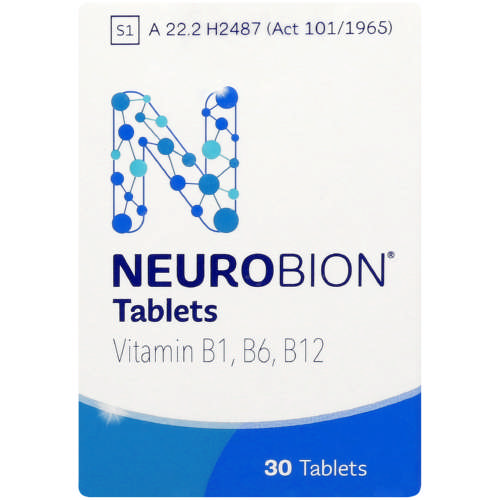 S1 A 22.2 H2487 (Act 101/1965)
NEUROBION®
Tablets
Vitamin B1, B6, B12
30 Tablets